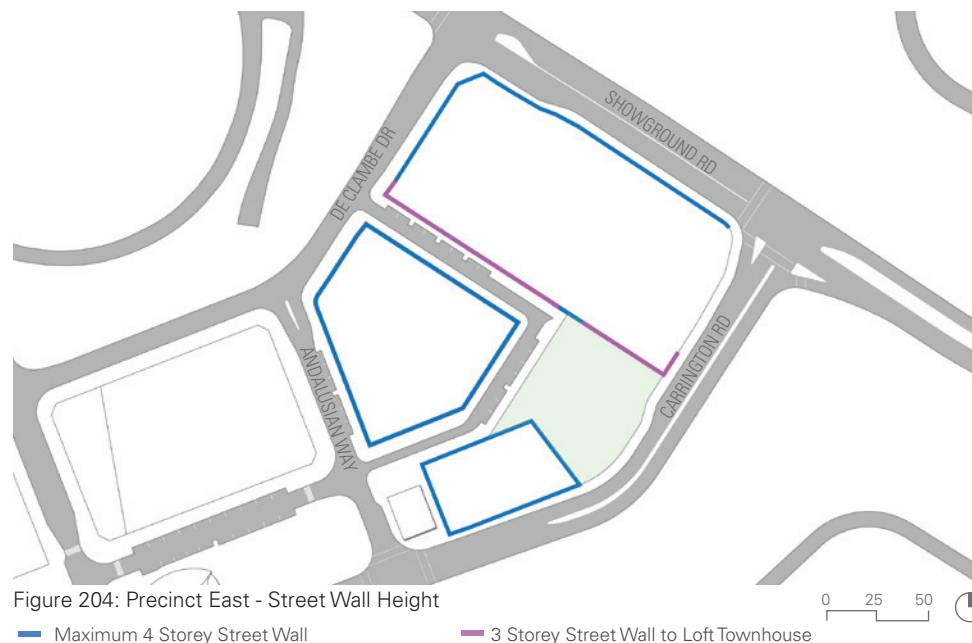 SHOWGROUND RD
DE CLAMBE DR
ANDALUSIAN WAY
CARRINGTON RD
Figure 204: Precinct East - Street Wall Height
0 25 50
Maximum 4 Storey Street Wall
3 Storey Street Wall to Loft Townhouse